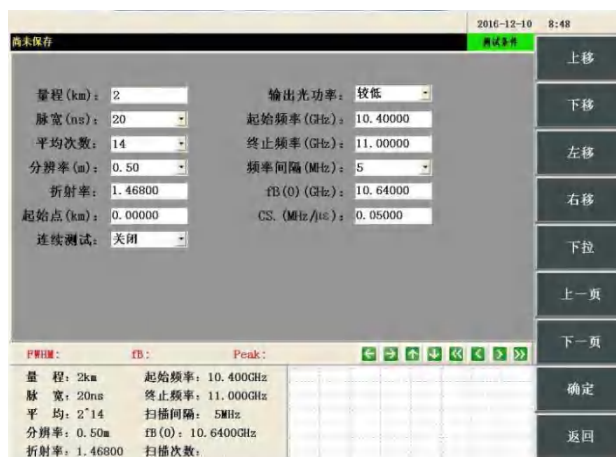 2016-12-10 8:48
尚未保存
测试条件
量程(km): 2
脉宽(ns): 20
平均次数: 14
分辨率(m): 0.50
折射率: 1.46800
起始点(km): 0.00000
连续测试: 关闭
输出光功率: 较低
起始频率(GHz): 10.40000
终止频率(GHz): 11.00000
频率间隔(MHz): 5
fB(0)(GHz): 10.64000
CS.(MHz/με): 0.05000
FWHM: fB: Peak:
量 程: 2km 起始频率: 10.400GHz
脉 宽: 20ns 终止频率: 11.000GHz
平 均: 2^14 扫描间隔: 5MHz
分辨率: 0.50m fB(0): 10.6400GHz
折射率: 1.46800 扫描次数:
上移
下移
左移
右移
下拉
上一页
下一页
确定
返回